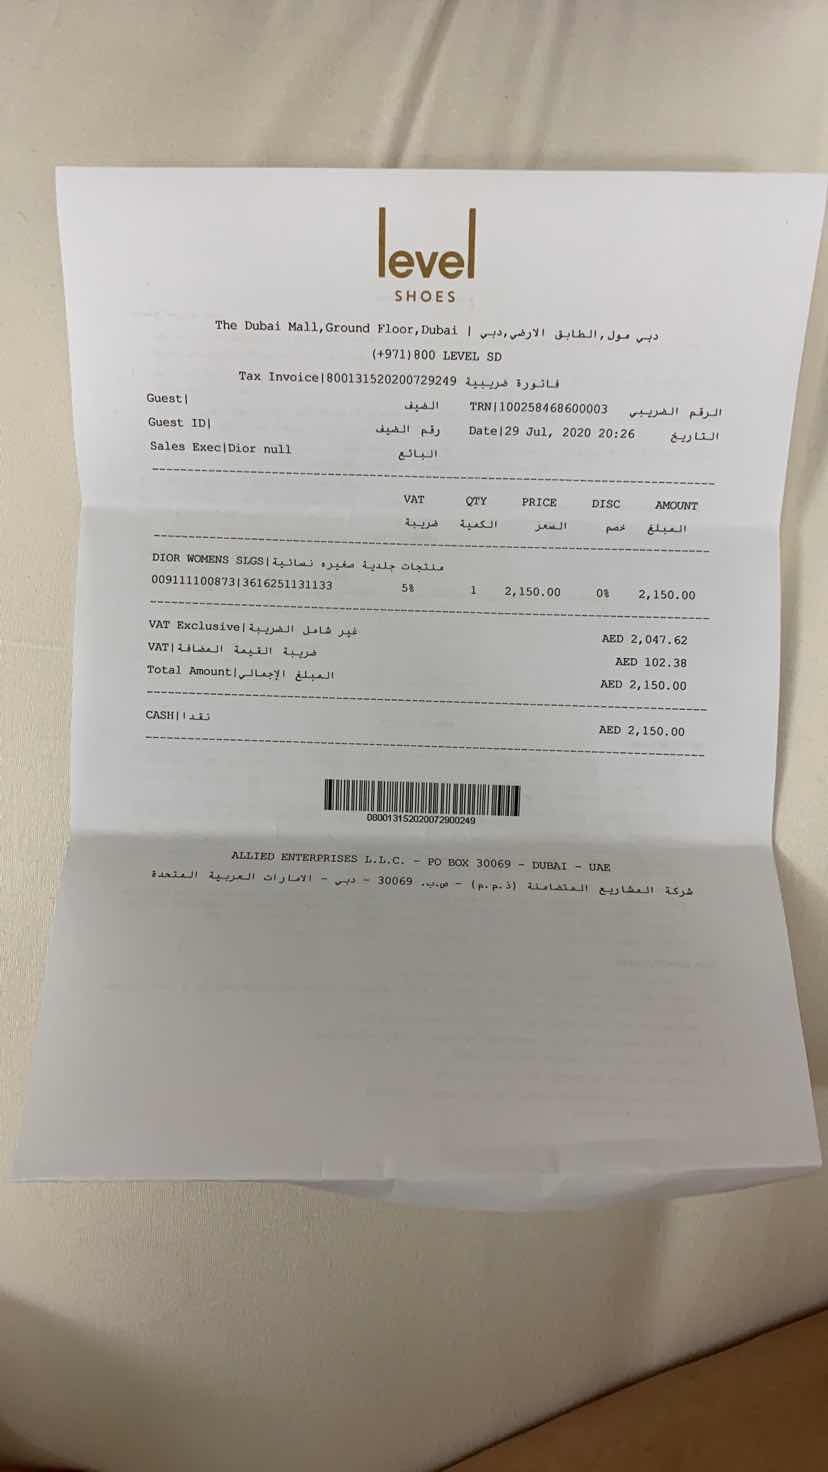 level
SHOES
The Dubai Mall,Ground Floor,Dubai | دبي مول,الطابق الارضي,دبي
(+971)800 LEVEL SD
Tax Invoice|800131520200729249 فاتورة ضريبية
Guest| الضيف TRN|100258468600003 الرقم الضريبي
Guest ID| رقم الضيف Date|29 Jul, 2020 20:26 التاريخ
Sales Exec|Dior null البائع
VAT QTY PRICE DISC AMOUNT
ضريبة الكمية السعر خصم المبلغ
DIOR WOMENS SLGS|منتجات جلدية صغيره نسائية
009111100873|3616251131133 5% 1 2,150.00 0% 2,150.00
VAT Exclusive|غير شامل الضريبة AED 2,047.62
VAT|ضريبة القيمة المضافة AED 102.38
Total Amount|المبلغ الإجمالي AED 2,150.00
CASH|نقدا AED 2,150.00
080013152020072900249
ALLIED ENTERPRISES L.L.C. - PO BOX 30069 - DUBAI - UAE
شركة المشاريع المتضامنة (ذ.م.م) - ص.ب. 30069 - دبي - الامارات العربية المتحدة